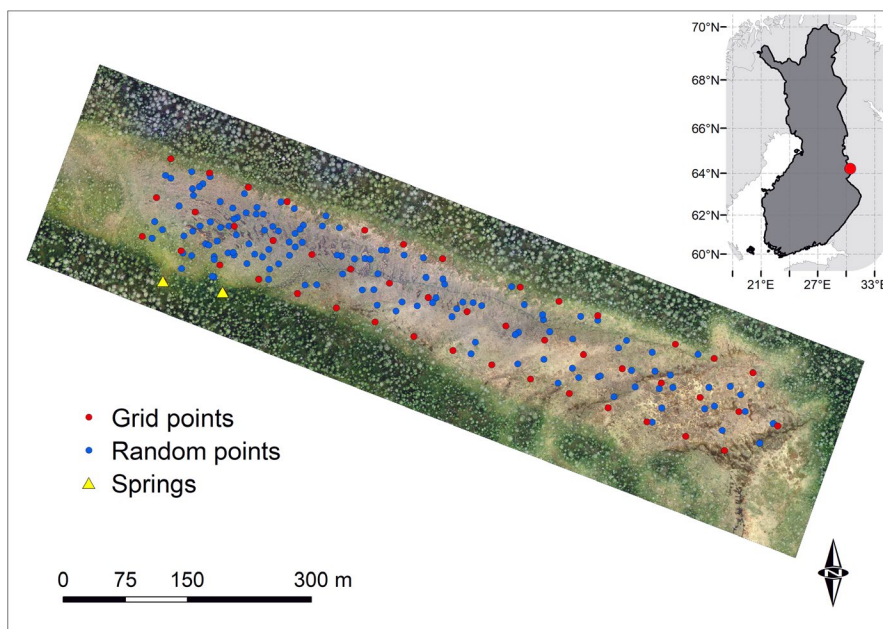 70°N
68°N
66°N
64°N
62°N
60°N
21°E 27°E 33°E
Grid points
Random points
Springs
0 75 150 300 m
N